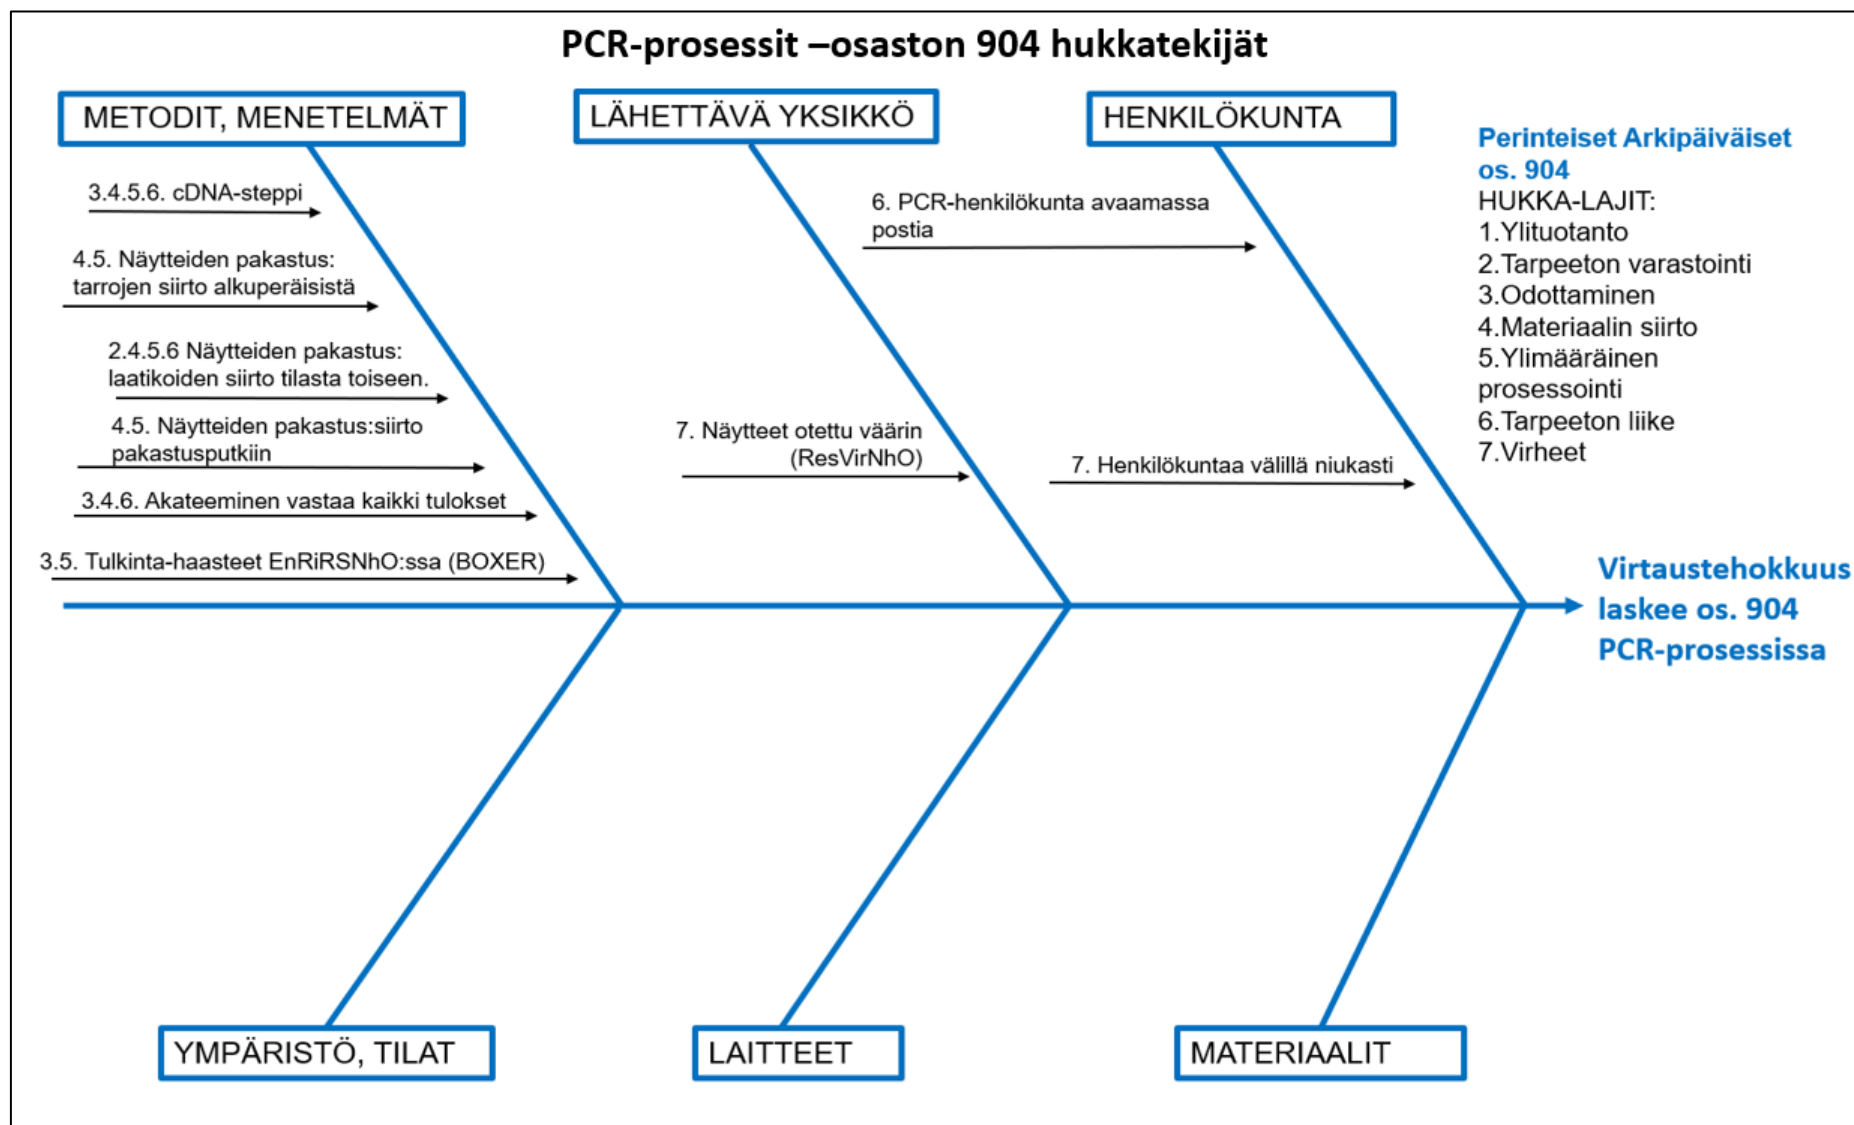 PCR-prosessit –osaston 904 hukkatekijät
METODIT, MENETELMÄT
LÄHETTÄVÄ YKSIKKÖ
HENKILÖKUNTA
3.4.5.6. cDNA-steppi
4.5. Näytteiden pakastus:
tarrojen siirto alkuperäisistä
2.4.5.6 Näytteiden pakastus:
laatikoiden siirto tilasta toiseen.
4.5. Näytteiden pakastus:siirto
pakastusputkiin
3.4.6. Akateeminen vastaa kaikki tulokset
3.5. Tulkinta-haasteet EnRiRSNhO:ssa (BOXER)
7. Näytteet otettu väärin
(ResVirNhO)
6. PCR-henkilökunta avaamassa
postia
7. Henkilökuntaa välillä niukasti
Perinteiset Arkipäiväiset
os. 904
HUKKA-LAJIT:
1.Ylituotanto
2.Tarpeeton varastointi
3.Odottaminen
4.Materiaalin siirto
5.Ylimääräinen
prosessointi
6.Tarpeeton liike
7.Virheet
Virtaustehokkuus
laskee os. 904
PCR-prosessissa
YMPÄRISTÖ, TILAT
LAITTEET
MATERIAALIT